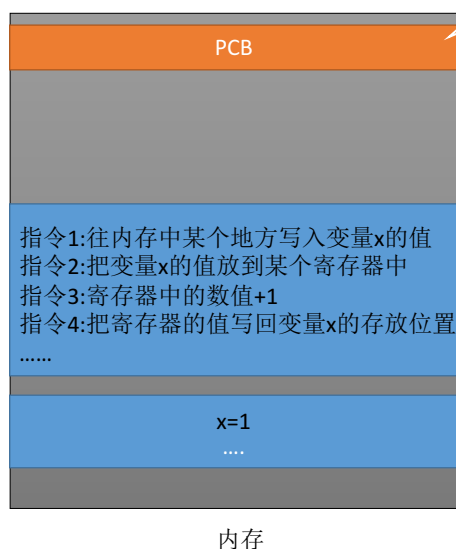 PCB
指令1:往内存中某个地方写入变量x的值
指令2:把变量x的值放到某个寄存器中
指令3:寄存器中的数值+1
指令4:把寄存器的值写回变量x的存放位置
……
x=1
….
内存